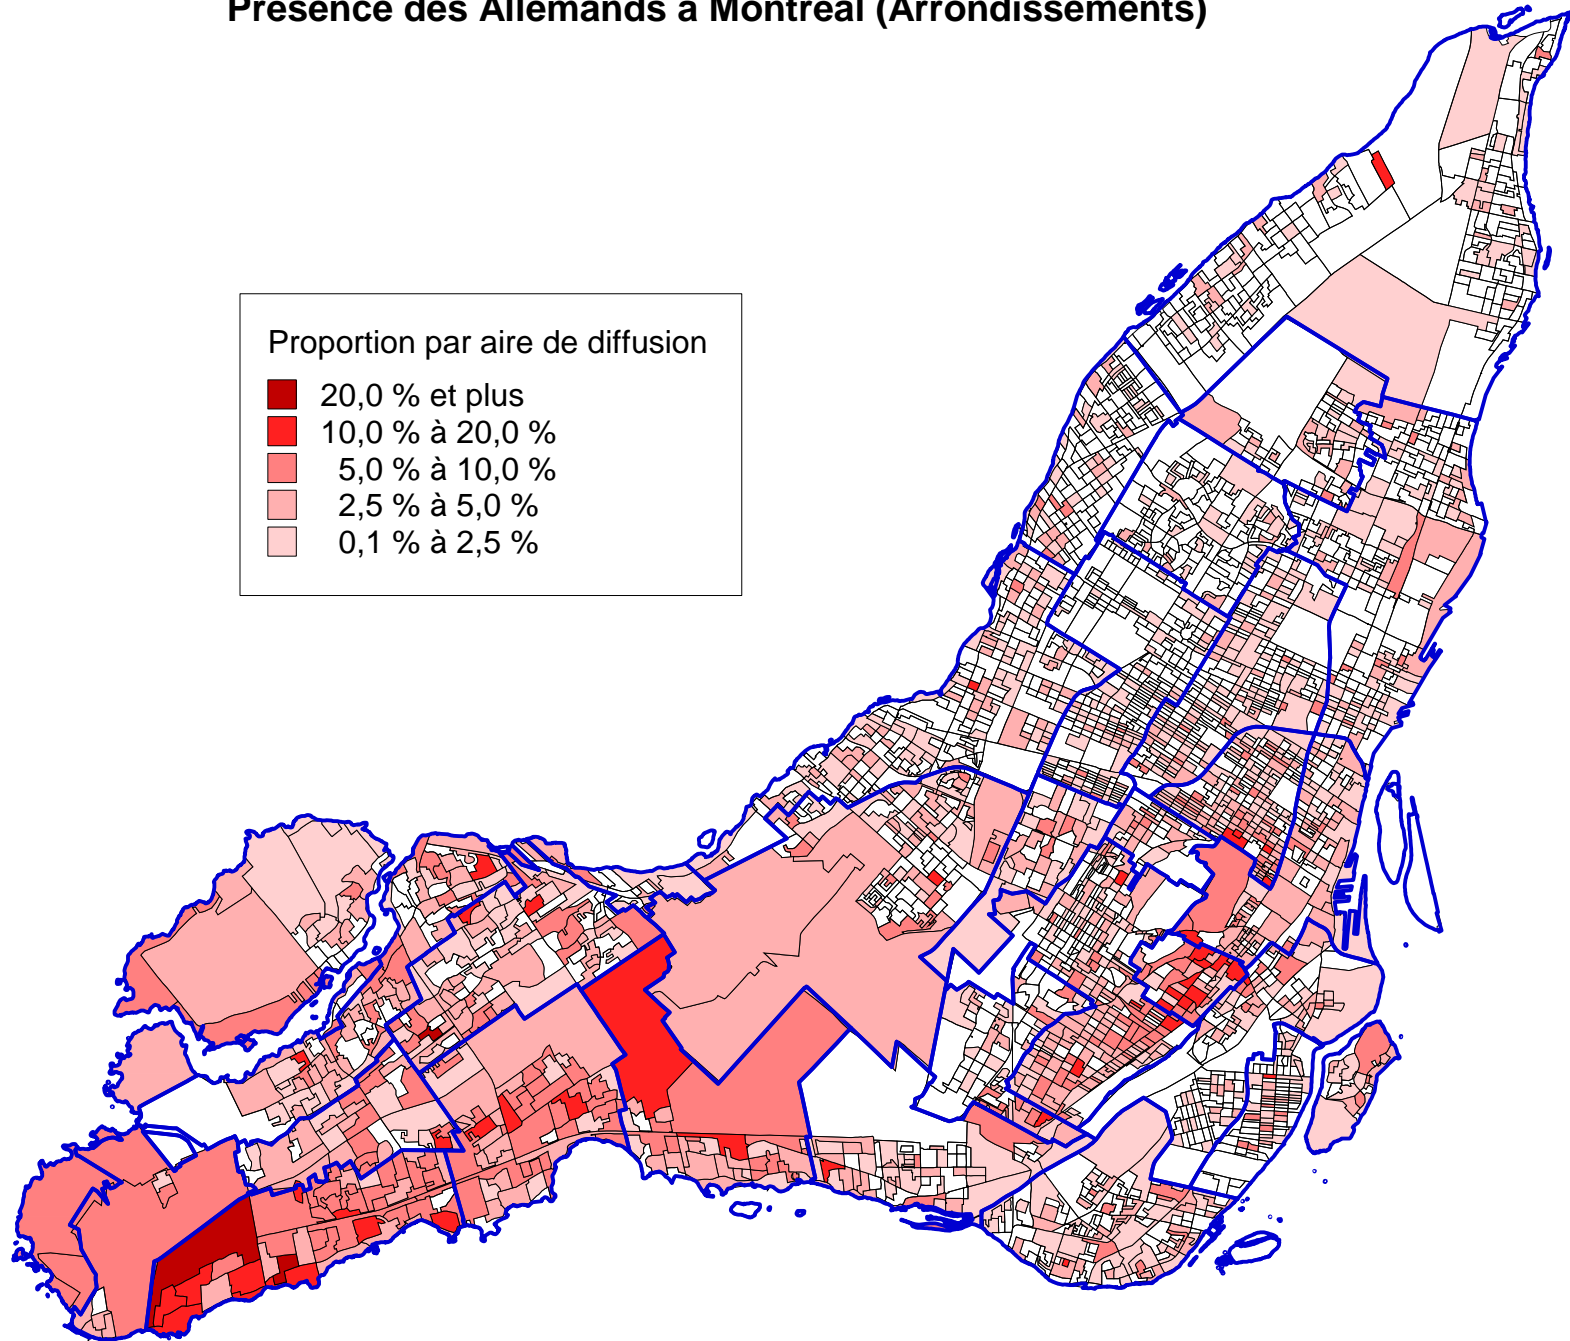 Présence des Allemands à Montréal (Arrondissements)
Proportion par aire de diffusion
20,0 % et plus
10,0 % à 20,0 %
5,0 % à 10,0 %
2,5 % à 5,0 %
0,1 % à 2,5 %